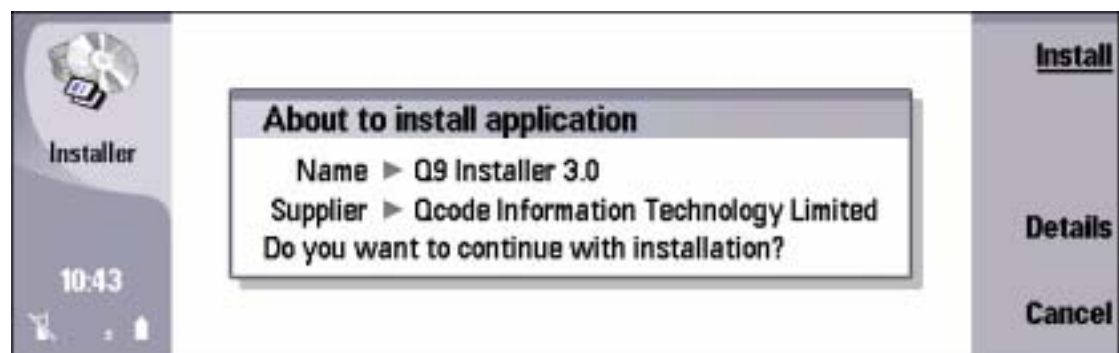 Installer
10:43
About to install application
Name ▶ Q9 Installer 3.0
Supplier ▶ Qcode Information Technology Limited
Do you want to continue with installation?
Install
Details
Cancel